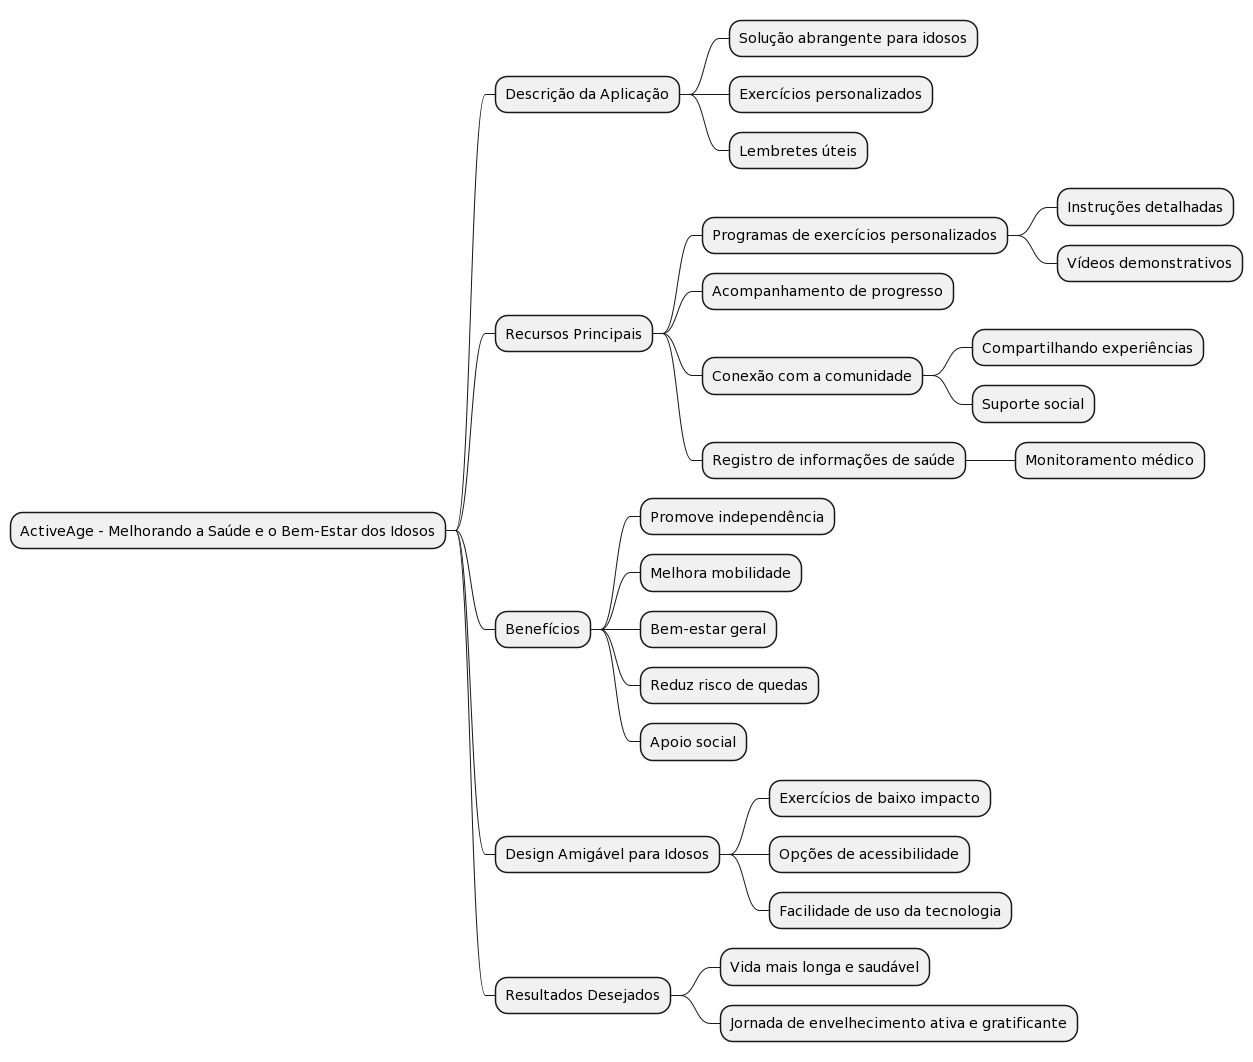 ActiveAge - Melhorando a Saúde e o Bem-Estar dos Idosos
Descrição da Aplicação
Solução abrangente para idosos
Exercícios personalizados
Lembretes úteis
Recursos Principais
Programas de exercícios personalizados
Instruções detalhadas
Vídeos demonstrativos
Acompanhamento de progresso
Conexão com a comunidade
Compartilhando experiências
Suporte social
Registro de informações de saúde
Monitoramento médico
Benefícios
Promove independência
Melhora mobilidade
Bem-estar geral
Reduz risco de quedas
Apoio social
Design Amigável para Idosos
Exercícios de baixo impacto
Opções de acessibilidade
Facilidade de uso da tecnologia
Resultados Desejados
Vida mais longa e saudável
Jornada de envelhecimento ativa e gratificante